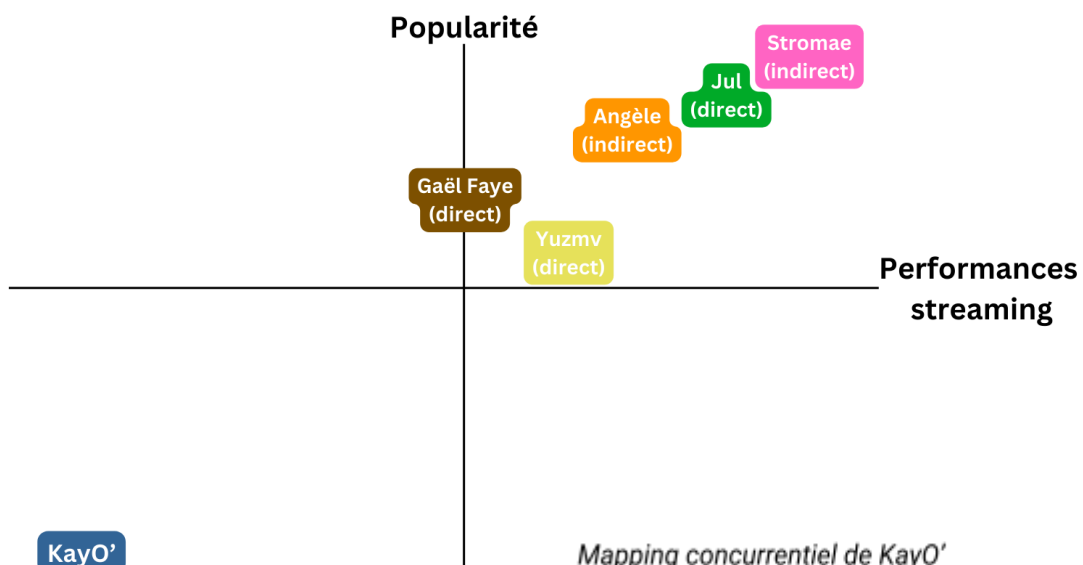 Popularité
Stromae
(indirect)
Jul
(direct)
Angèle
(indirect)
Gaël Faye
(direct)
Yuzmv
(direct)
Performances
streaming
KayO’
Mapping concurrentiel de KayO’